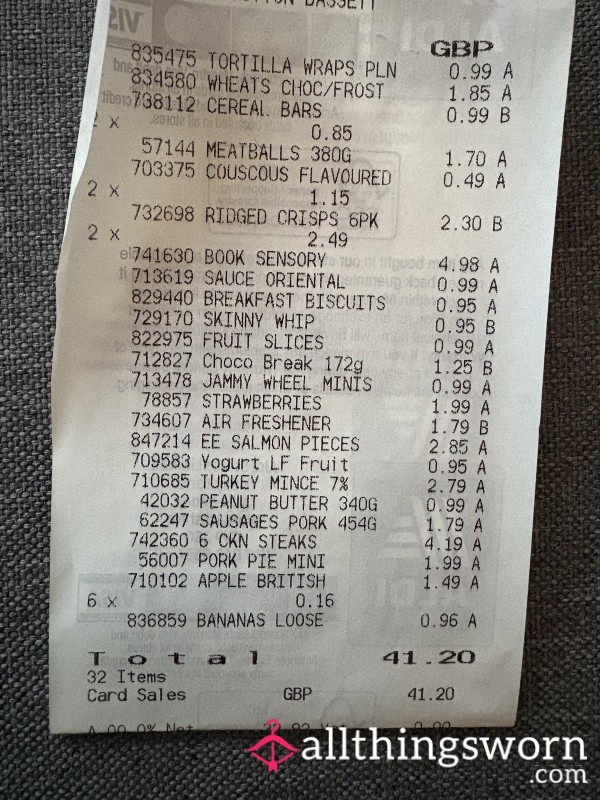 BASSETT
GBP
835475 TORTILLA WRAPS PLN 0.99 A
834580 WHEATS CHOC/FROST 1.85 A
738112 CEREAL BARS 0.99 B
x 0.85
57144 MEATBALLS 380G 1.70 A
703375 COUSCOUS FLAVOURED 0.49 A
2 x 1.15
732698 RIDGED CRISPS 6PK 2.30 B
2 x 2.49
741630 BOOK SENSORY 4.98 A
713619 SAUCE ORIENTAL 0.99 A
829440 BREAKFAST BISCUITS 0.95 A
729170 SKINNY WHIP 0.95 B
822975 FRUIT SLICES 0.99 A
712827 Choco Break 172g 1.25 B
713478 JAMMY WHEEL MINIS 0.99 A
78857 STRAWBERRIES 1.99 A
734607 AIR FRESHENER 1.79 B
847214 EE SALMON PIECES 2.85 A
709583 Yogurt LF Fruit 0.95 A
710685 TURKEY MINCE 7% 2.79 A
42032 PEANUT BUTTER 340G 0.99 A
62247 SAUSAGES PORK 454G 1.79 A
742360 6 CKN STEAKS 4.19 A
56007 PORK PIE MINI 1.99 A
710102 APPLE BRITISH 1.49 A
6 x 0.16
836859 BANANAS LOOSE 0.96 A
Total 41.20
32 Items
Card Sales GBP 41.20
allthingsworn
.com